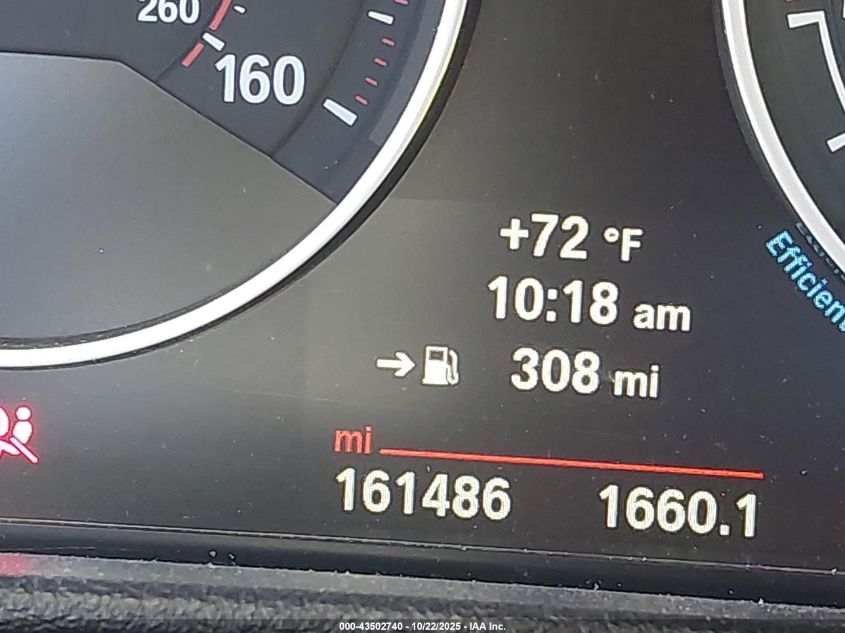 260
160
+72 °F
10:18 am
308 mi
mi
161486 1660.1
000-43502740 - 10/22/2025 - IAA Inc.